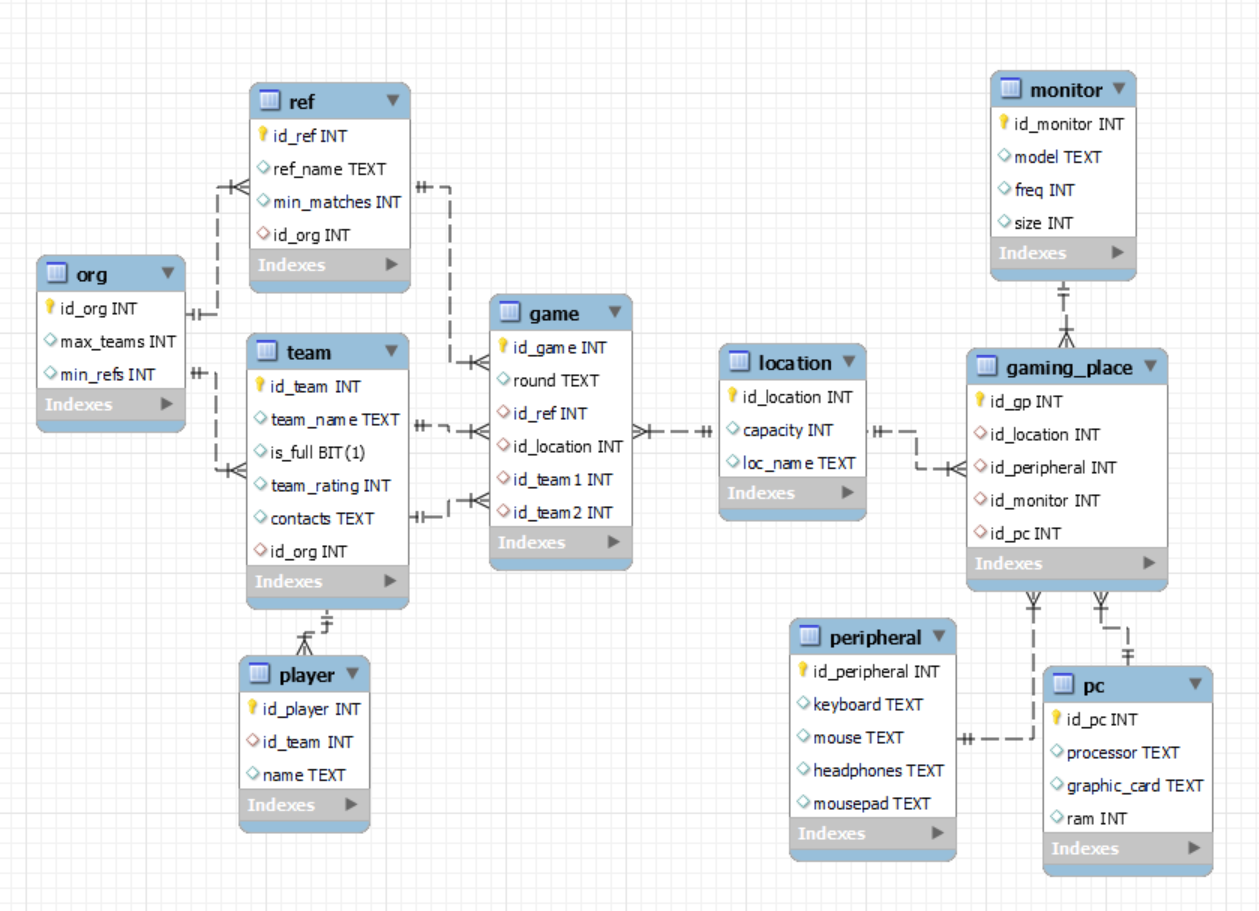 ref
id_ref INT
ref_name TEXT
min_matches INT
id_org INT
Indexes
org
id_org INT
max_teams INT
min_refs INT
Indexes
team
id_team INT
team_name TEXT
is_full BIT(1)
team_rating INT
contacts TEXT
id_org INT
Indexes
player
id_player INT
id_team INT
name TEXT
Indexes
game
id_game INT
round TEXT
id_ref INT
id_location INT
id_team1 INT
id_team2 INT
Indexes
location
id_location INT
capacity INT
loc_name TEXT
Indexes
monitor
id_monitor INT
model TEXT
freq INT
size INT
Indexes
gaming_place
id_gp INT
id_location INT
id_peripheral INT
id_monitor INT
id_pc INT
Indexes
peripheral
id_peripheral INT
keyboard TEXT
mouse TEXT
headphones TEXT
mousepad TEXT
Indexes
pc
id_pc INT
processor TEXT
graphic_card TEXT
ram INT
Indexes